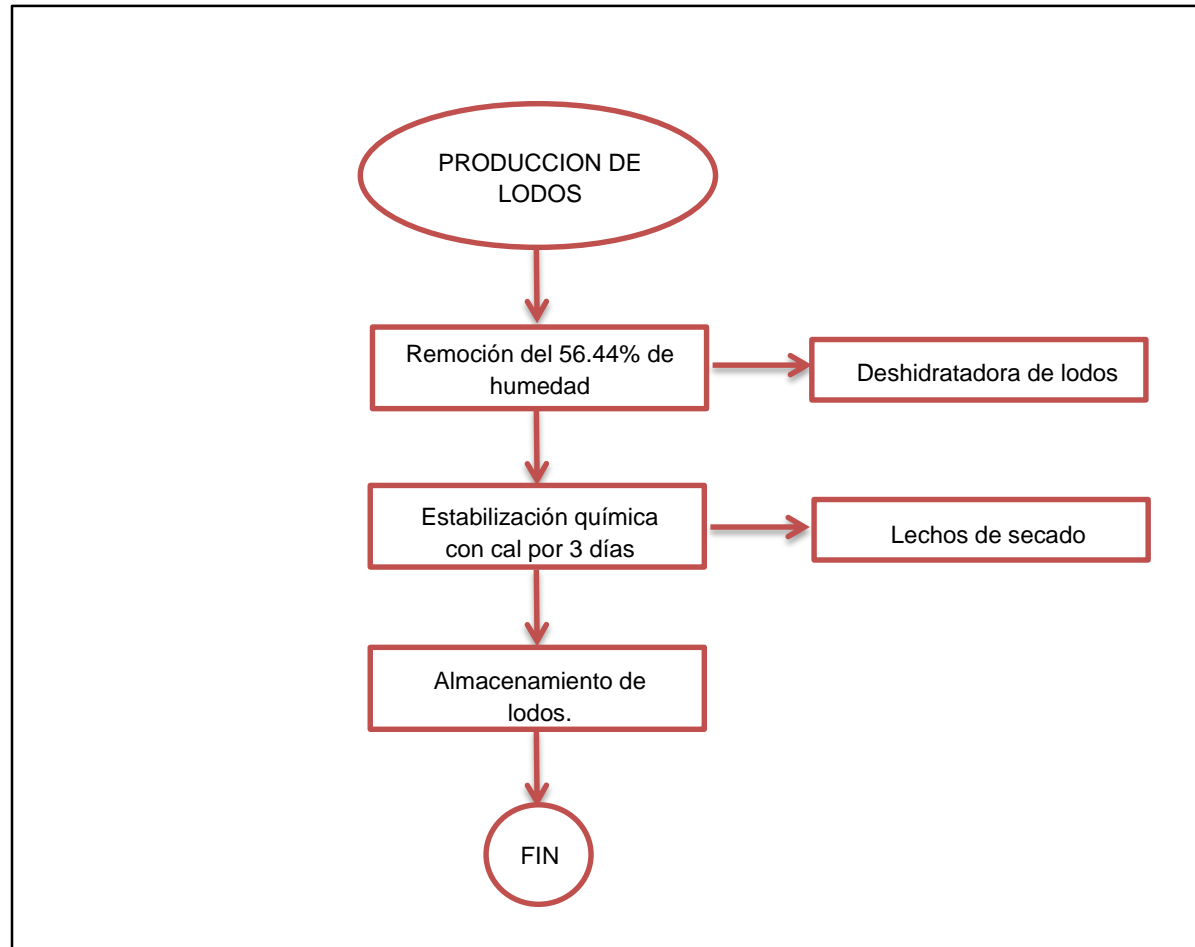 PRODUCCION DE
LODOS
Remoción del 56.44% de
humedad
Deshidratadora de lodos
Estabilización química
con cal por 3 días
Lechos de secado
Almacenamiento de
lodos.
FIN